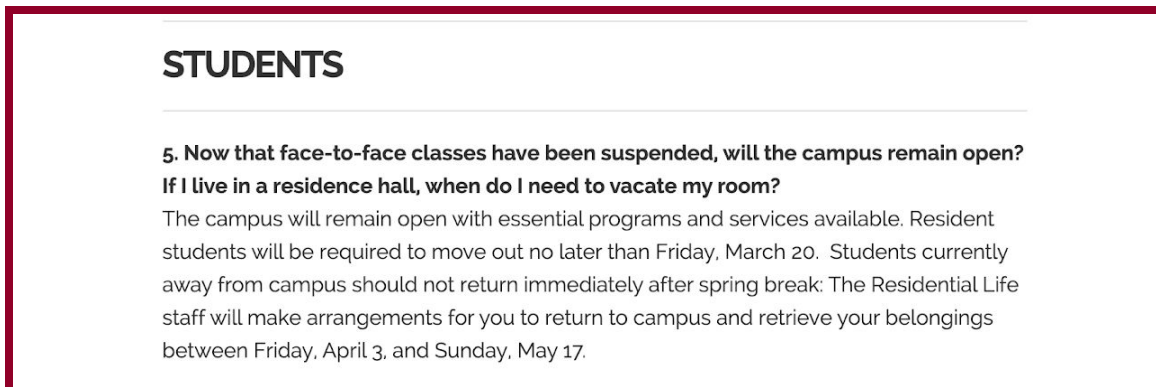 STUDENTS
5. Now that face-to-face classes have been suspended, will the campus remain open?
If I live in a residence hall, when do I need to vacate my room?
The campus will remain open with essential programs and services available. Resident
students will be required to move out no later than Friday, March 20.  Students currently
away from campus should not return immediately after spring break: The Residential Life
staff will make arrangements for you to return to campus and retrieve your belongings
between Friday, April 3, and Sunday, May 17.